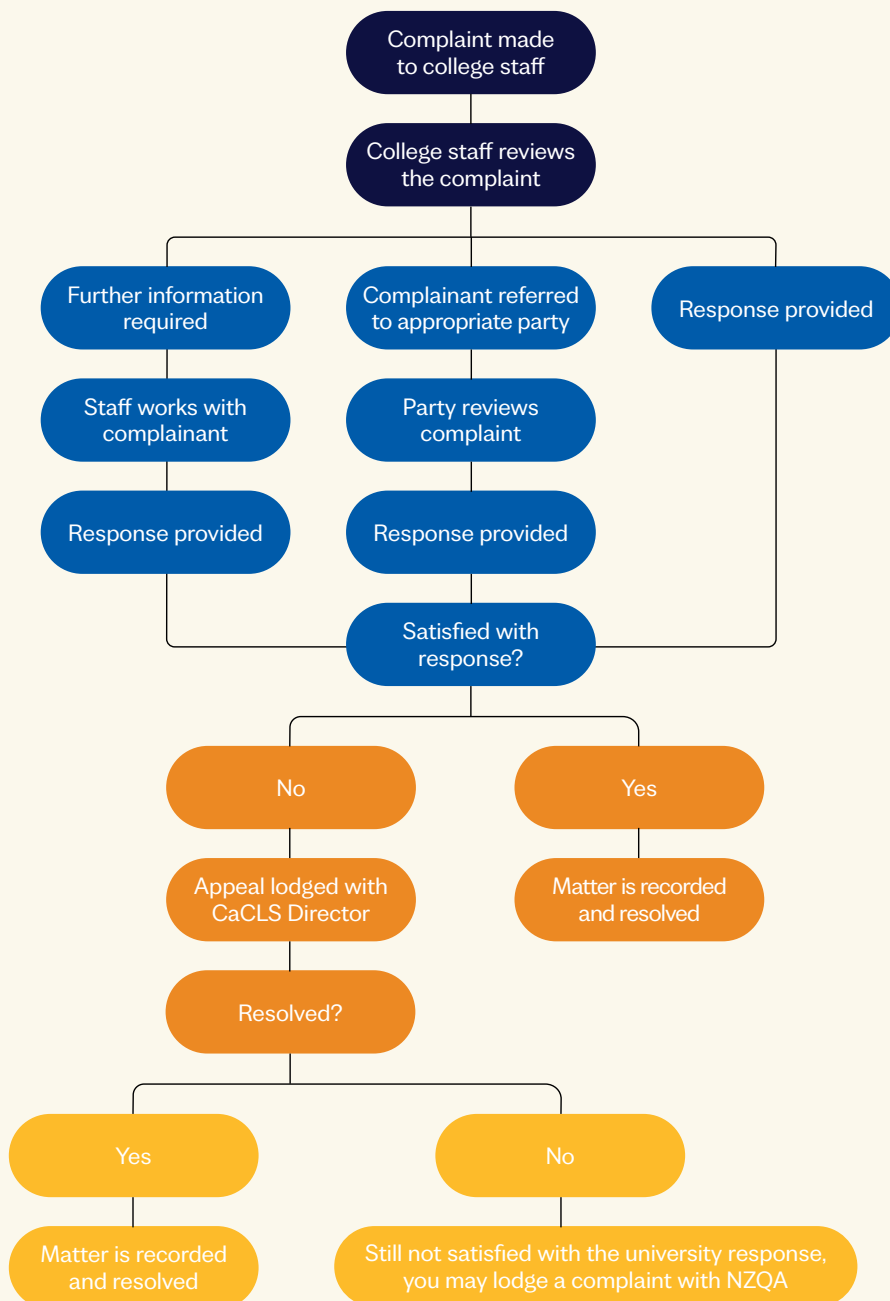 Complaint made
to college staff
College staff reviews
the complaint
Further information
required
Complainant referred
to appropriate party
Response provided
Staff works with
complainant
Party reviews
complaint
Response provided
Response provided
Satisfied with
response?
No
Yes
Appeal lodged with
CaCLS Director
Matter is recorded
and resolved
Resolved?
Yes
No
Matter is recorded
and resolved
Still not satisfied with the university response,
you may lodge a complaint with NZQA